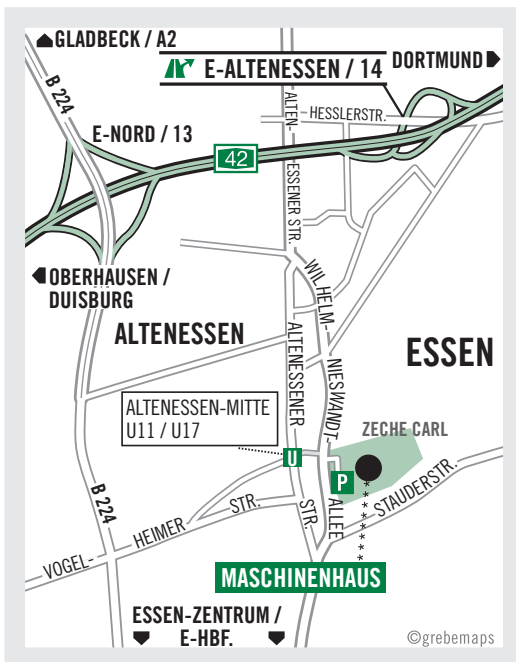 GLADBECK / A2
B 224
E-ALTENESSEN / 14
DORTMUND
HESSLERSTR.
E-NORD / 13
42
ALTEN-
ESSENER STR.
OBERHAUSEN /
DUISBURG
WILHELM-
NIESWANDT-
ALLEE
ALTENESSEN
ALTENESSENER
STR.
ESSEN
ALTENESSEN-MITTE
U11 / U17
ZECHE CARL
U
P
STAUDERSTR.
B 224
VOGEL-
HEIMER
STR.
MASCHINENHAUS
ESSEN-ZENTRUM /
E-HBF.
©grebemaps